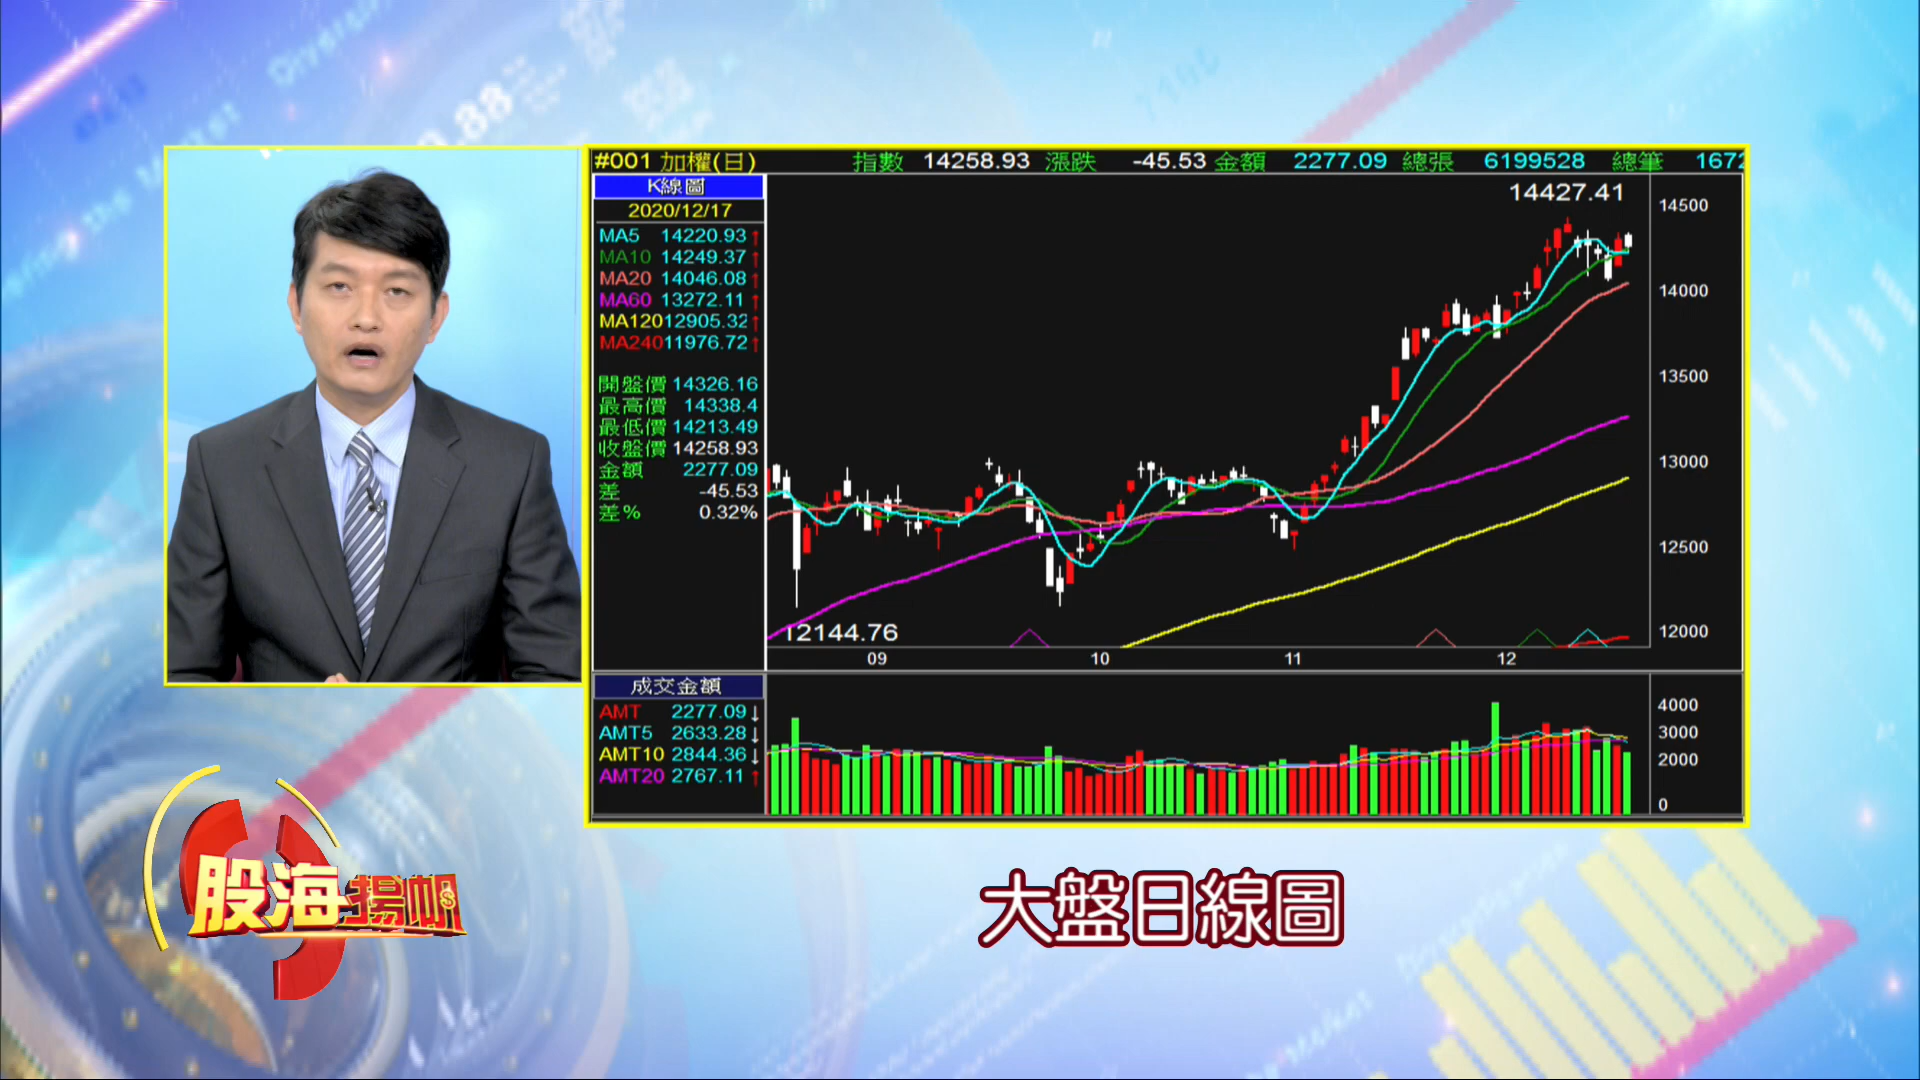 #001 加權(日) 指數 14258.93 漲跌 -45.53 金額 2277.09 總張 6199528 總筆 1672
K線圖
2020/12/17
MA5 14220.93↑
MA10 14249.37↑
MA20 14046.08↑
MA60 13272.11↑
MA120 12905.32↑
MA240 11976.72↑
開盤價 14326.16
最高價 14338.4
最低價 14213.49
收盤價 14258.93
金額 2277.09
差 -45.53
差% 0.32%
14427.41
12144.76
14500
14000
13500
13000
12500
12000
09 10 11 12
成交金額
AMT 2277.09↓
AMT5 2633.28↓
AMT10 2844.36↓
AMT20 2767.11↑
4000
3000
2000
0
股海揚帆
大盤日線圖